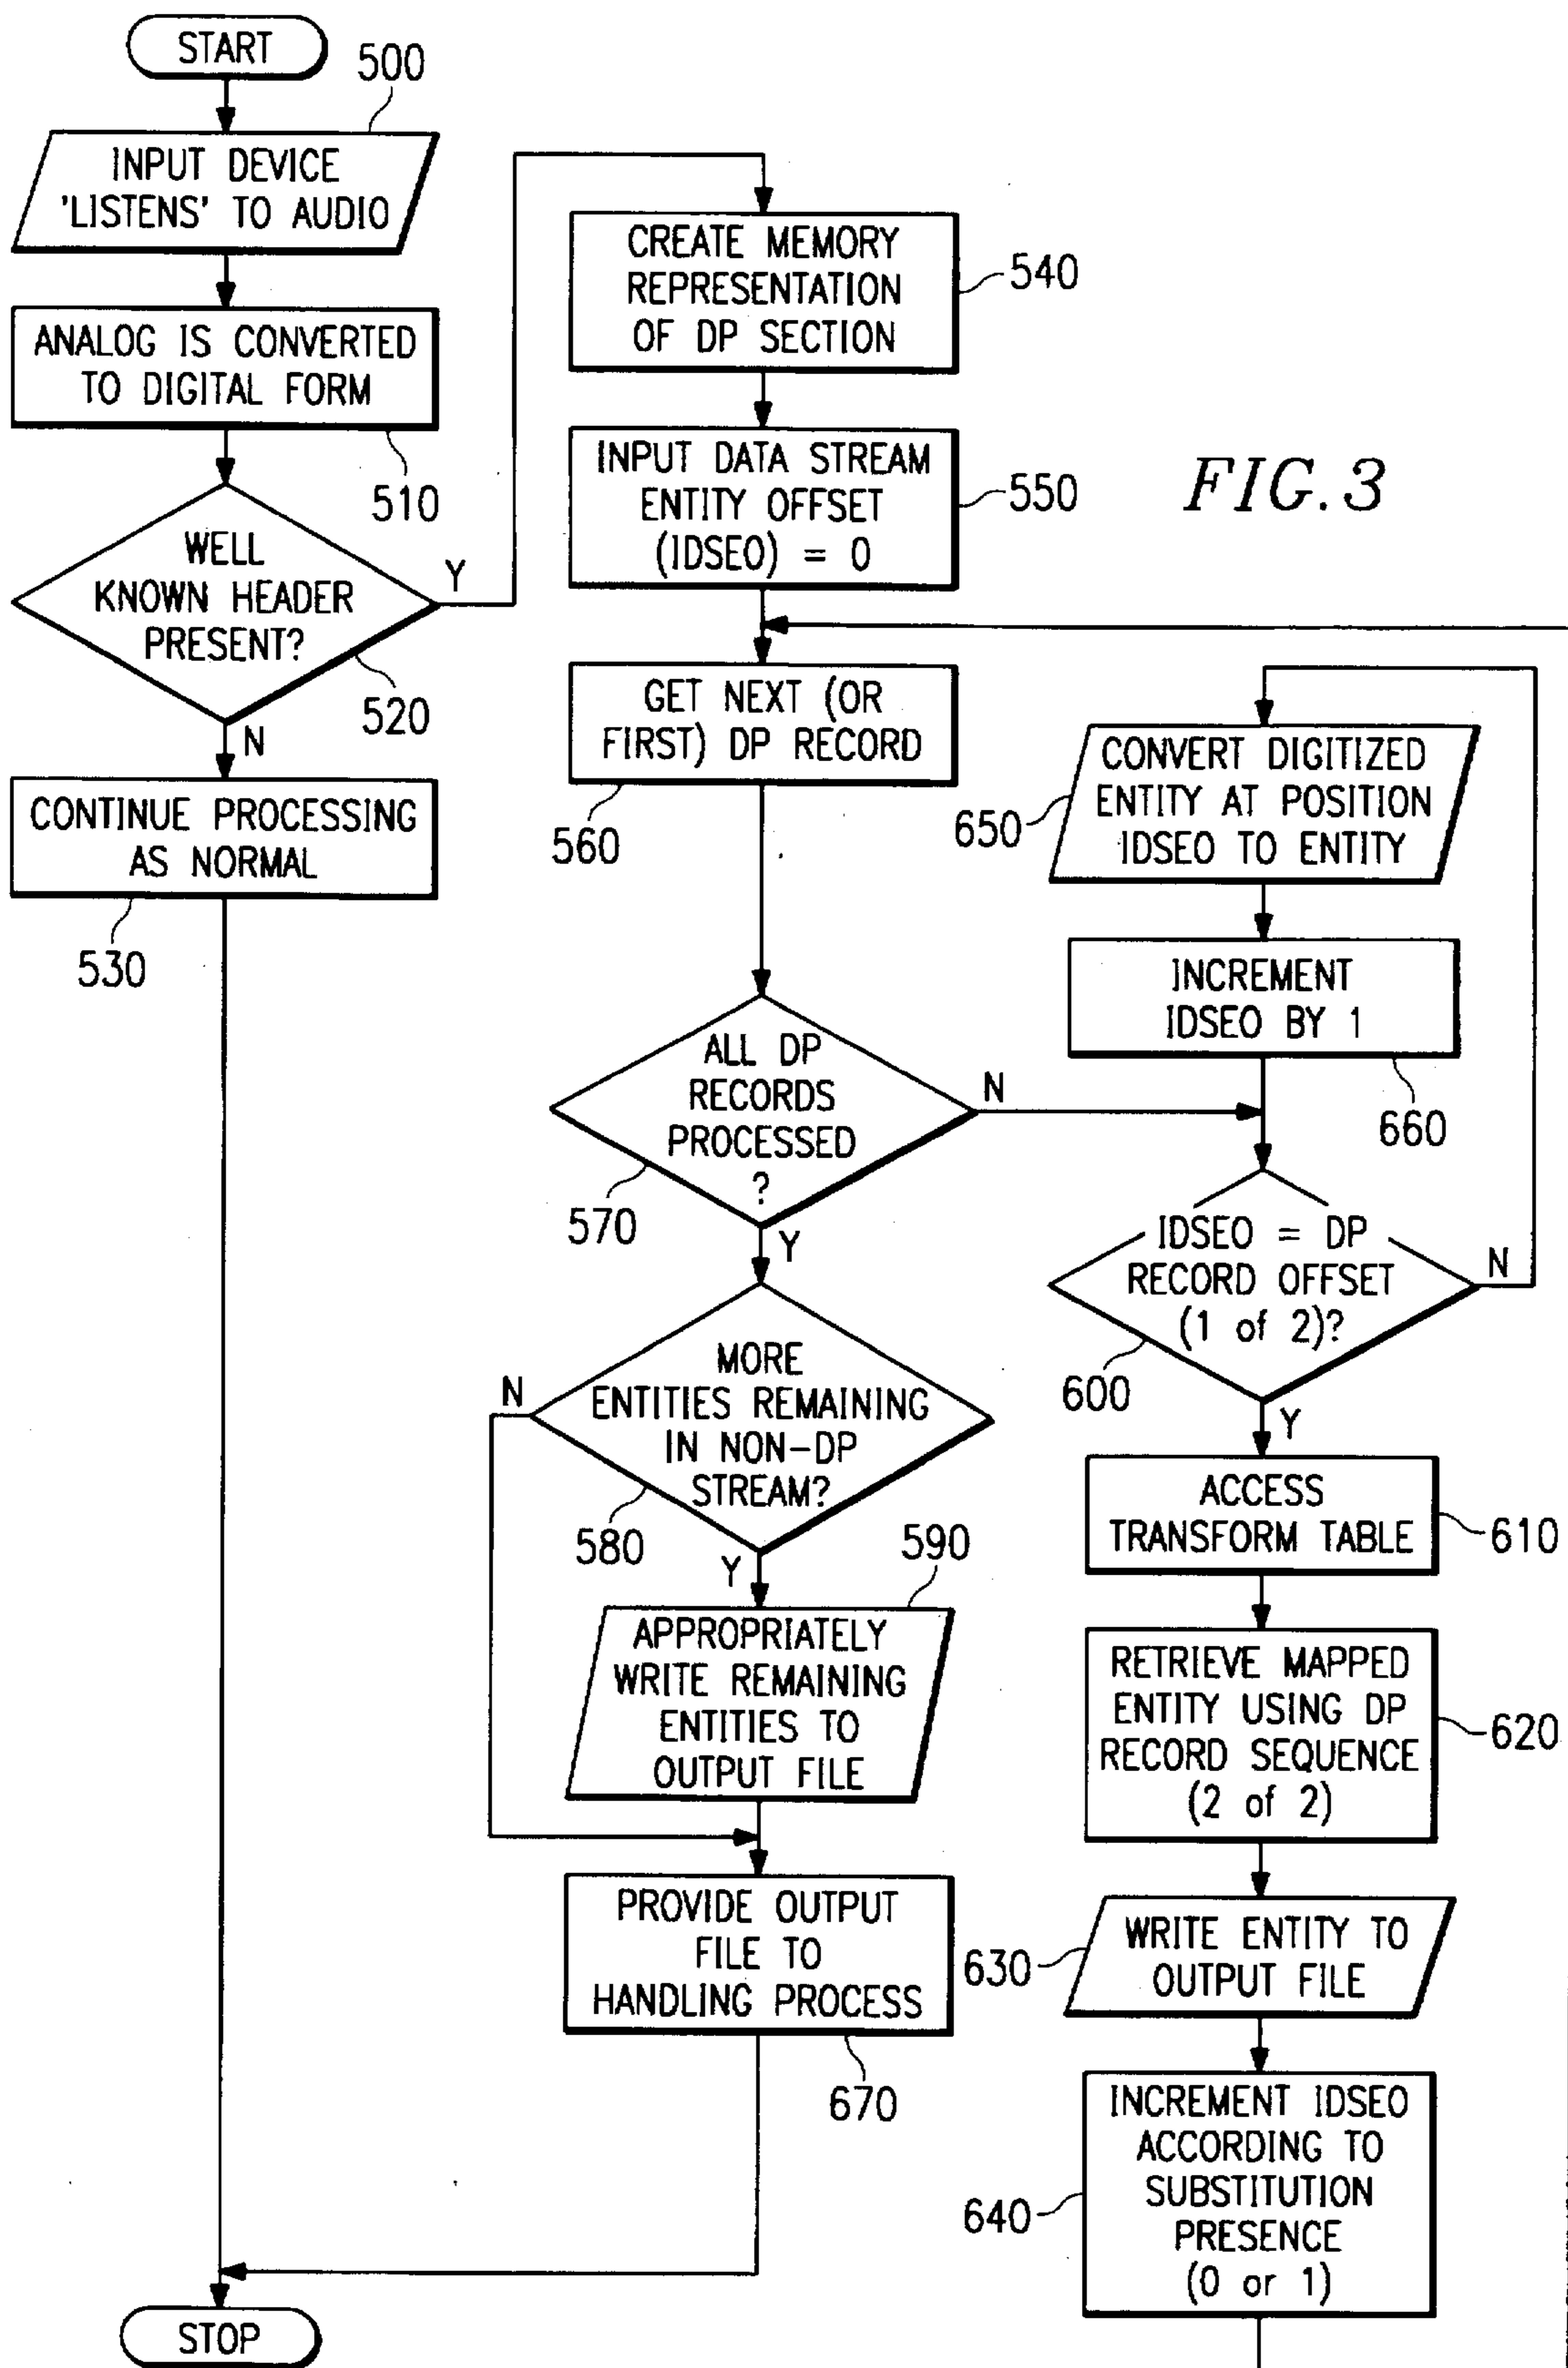 START
500
INPUT DEVICE
'LISTENS' TO AUDIO
ANALOG IS CONVERTED
TO DIGITAL FORM
510
WELL
KNOWN HEADER
PRESENT?
Y
520
N
CONTINUE PROCESSING
AS NORMAL
530
STOP
CREATE MEMORY
REPRESENTATION
OF DP SECTION
540
INPUT DATA STREAM
ENTITY OFFSET
(IDSEO) = 0
550
FIG. 3
GET NEXT (OR
FIRST) DP RECORD
560
ALL DP
RECORDS
PROCESSED
?
N
570
Y
MORE
ENTITIES REMAINING
IN NON-DP
STREAM?
N
580
Y
590
APPROPRIATELY
WRITE REMAINING
ENTITIES TO
OUTPUT FILE
PROVIDE OUTPUT
FILE TO
HANDLING PROCESS
670
CONVERT DIGITIZED
ENTITY AT POSITION
IDSEO TO ENTITY
650
INCREMENT
IDSEO BY 1
660
IDSEO = DP
RECORD OFFSET
(1 of 2)?
N
600
Y
ACCESS
TRANSFORM TABLE
610
RETRIEVE MAPPED
ENTITY USING DP
RECORD SEQUENCE
(2 of 2)
620
WRITE ENTITY TO
OUTPUT FILE
630
INCREMENT IDSEO
ACCORDING TO
SUBSTITUTION
PRESENCE
(0 or 1)
640